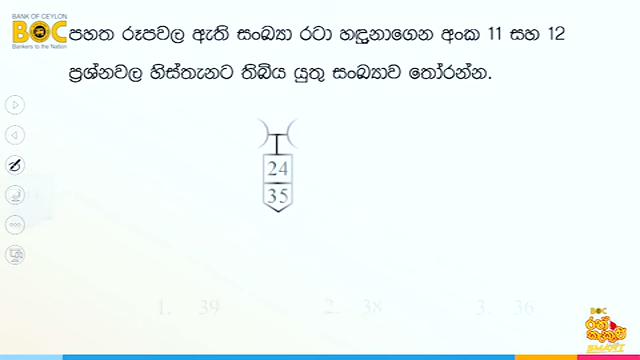 BANK OF CEYLON
BOC
Bankers to the Nation
පහත රූපවල ඇති සංඛ්‍යා රටා හඳුනාගෙන අංක 11 සහ 12
ප්‍රශ්නවල හිස්තැනට තිබිය යුතු සංඛ්‍යාව තෝරන්න.
24
35
1. 39 2. 38 3. 36
BOC